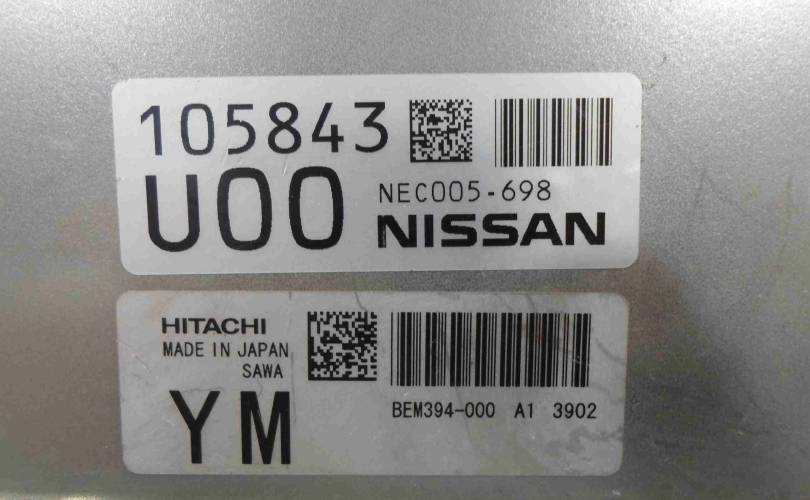 105843
U00
NEC005-698
NISSAN
HITACHI
MADE IN JAPAN
SAWA
YM
BEM394-000 A1 3902